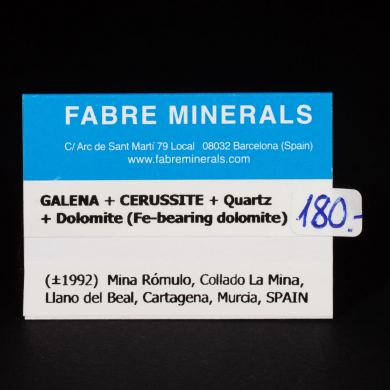 FABRE MINERALS
C/ Arc de Sant Martí 79 Local 08032 Barcelona (Spain)
www.fabreminerals.com
GALENA + CERUSSITE + Quartz
+ Dolomite (Fe-bearing dolomite)
180.-
(±1992) Mina Rómulo, Collado La Mina,
Llano del Beal, Cartagena, Murcia, SPAIN